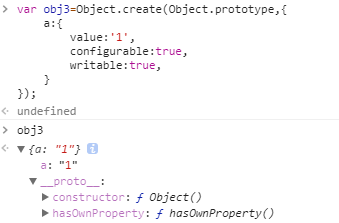 > var obj3=Object.create(Object.prototype,{
a:{
value:'1',
configurable:true,
writable:true,
}
});
undefined
> obj3
▼ {a: "1"} i
a: "1"
▼ __proto__:
▶ constructor: ƒ Object()
▶ hasOwnProperty: ƒ hasOwnProperty()